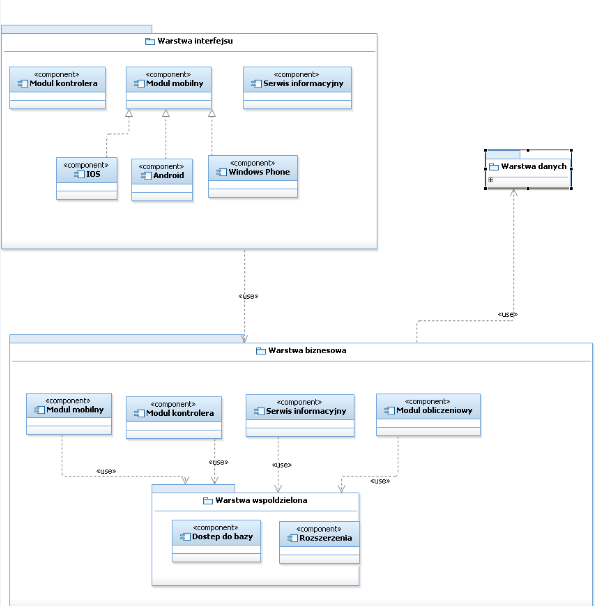 Warstwa interfejsu
«component»
Modul kontrolera
«component»
Modul mobilny
«component»
Serwis informacyjny
«component»
IOS
«component»
Android
«component»
Windows Phone
Warstwa danych
«use»
«use»
Warstwa biznesowa
«component»
Modul mobilny
«component»
Modul kontrolera
«component»
Serwis informacyjny
«component»
Modul obliczeniowy
«use»
«use»
«use»
«use»
Warstwa wspoldzielona
«component»
Dostep do bazy
«component»
Rozszerzenia